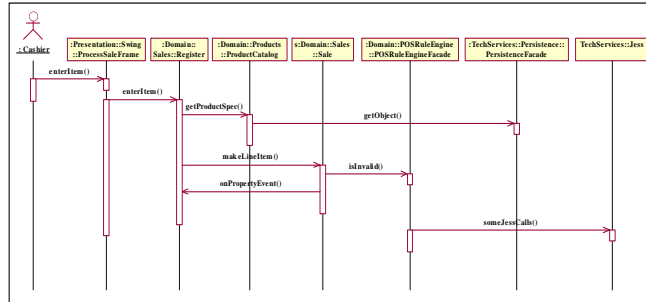 : Cashier
:Presentation::Swing
::ProcessSaleFrame
:Domain::
Sales::Register
:Domain::Products
::ProductCatalog
s:Domain::Sales
::Sale
:Domain::POSRuleEngine
::POSRuleEngineFacade
:TechServices::Persistence::
PersistenceFacade
TechServices::Jess
enterItem()
enterItem()
getProductSpec()
getObject()
makeLineItem()
isInvalid()
onPropertyEvent()
someJessCalls()